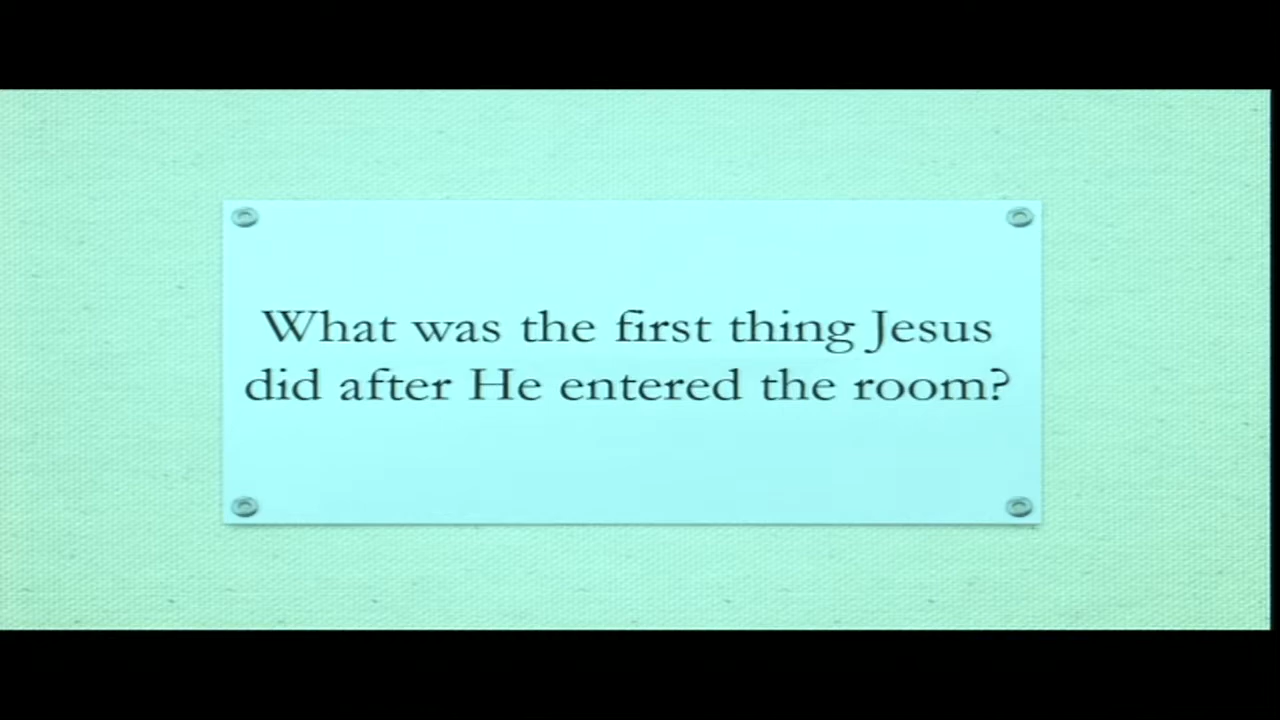 What was the first thing Jesus
did after He entered the room?